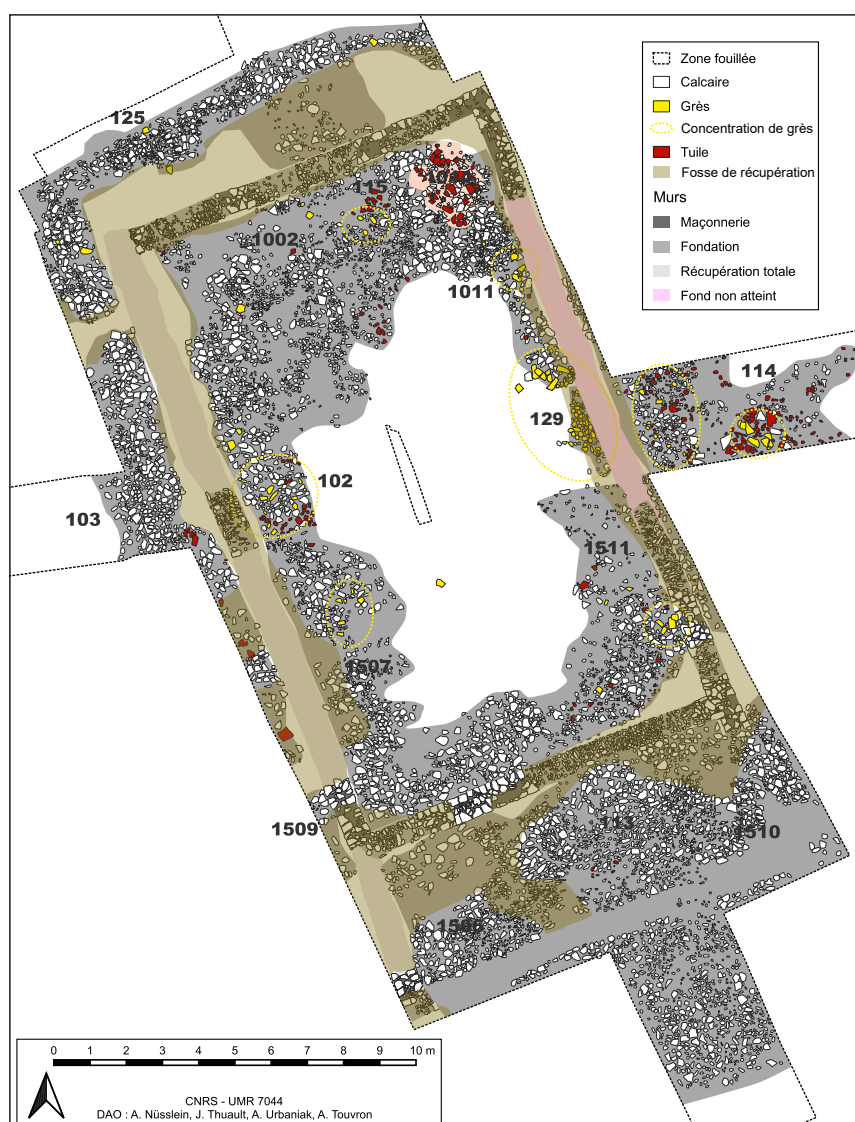 125
115
1002
1011
129
114
102
103
1511
1507
1509
113
1510
Zone fouillée
Calcaire
Grès
Concentration de grès
Tuile
Fosse de récupération
Murs
Maçonnerie
Fondation
Récupération totale
Fond non atteint
0 1 2 3 4 5 6 7 8 9 10 m
CNRS - UMR 7044
DAO : A. Nüsslein, J. Thuault, A. Urbaniak, A. Touvron